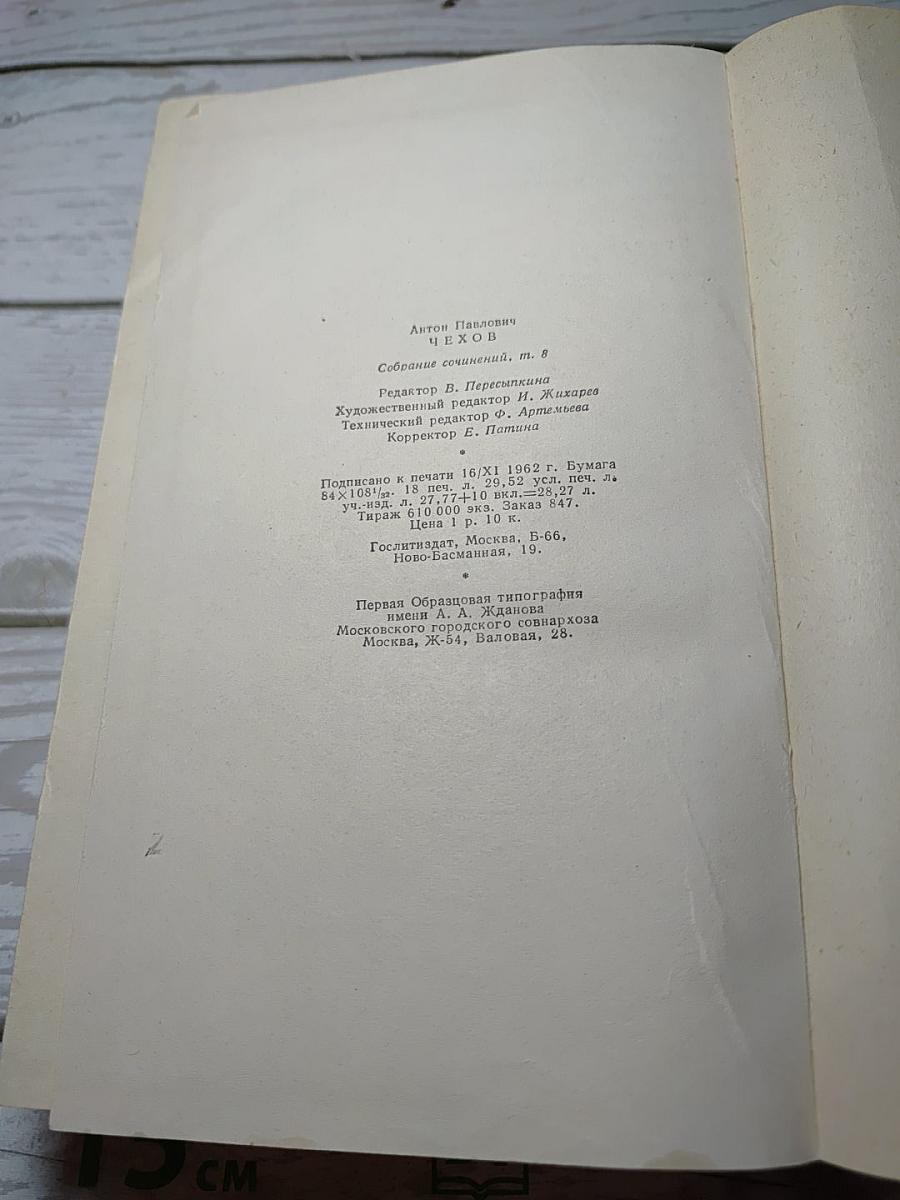 Антон Павлович
ЧЕХОВ
Собрание сочинений, т. 8
Редактор В. Пересыпкина
Художественный редактор И. Жихарев
Технический редактор Ф. Артемьева
Корректор Е. Патина
*
Подписано к печати 16/XI 1962 г. Бумага
84×108¹/₃₂. 18 печ. л. 29,52 усл. печ. л.
уч.-изд. л. 27,77+10 вкл.=28,27 л.
Тираж 610 000 экз. Заказ 847.
Цена 1 р. 10 к.
Гослитиздат, Москва, Б-66,
Ново-Басманная, 19.
*
Первая Образцовая типография
имени А. А. Жданова
Московского городского совнархоза
Москва, Ж-54, Валовая, 28.
2
15 см